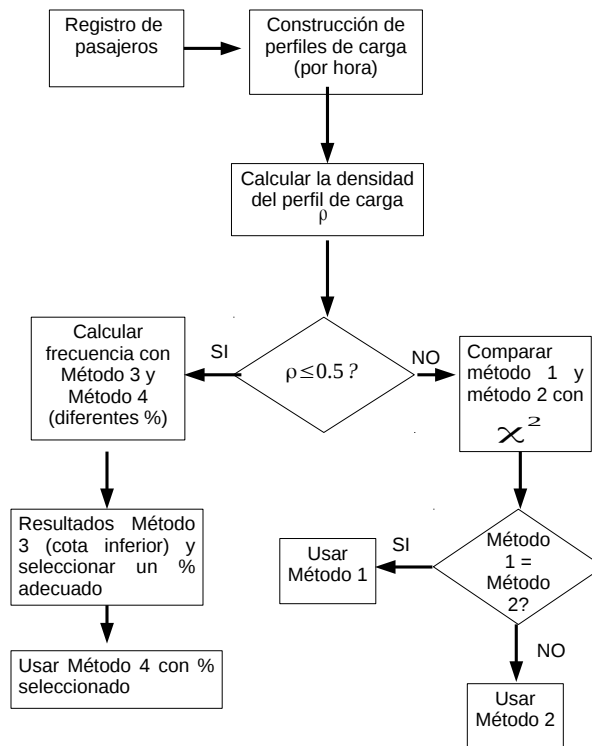 Registro de
pasajeros
Construcción de
perfiles de carga
(por hora)
Calcular la densidad
del perfil de carga
ρ
Calcular
frecuencia con
Método 3 y
Método 4
(diferentes %)
SI
ρ≤0.5 ?
NO
Comparar
método 1 y
método 2 con
χ²
Resultados Método
3 (cota inferior) y
seleccionar un %
adecuado
Usar
Método 1
SI
Método
1 =
Método
2?
Usar Método 4 con %
seleccionado
NO
Usar
Método 2